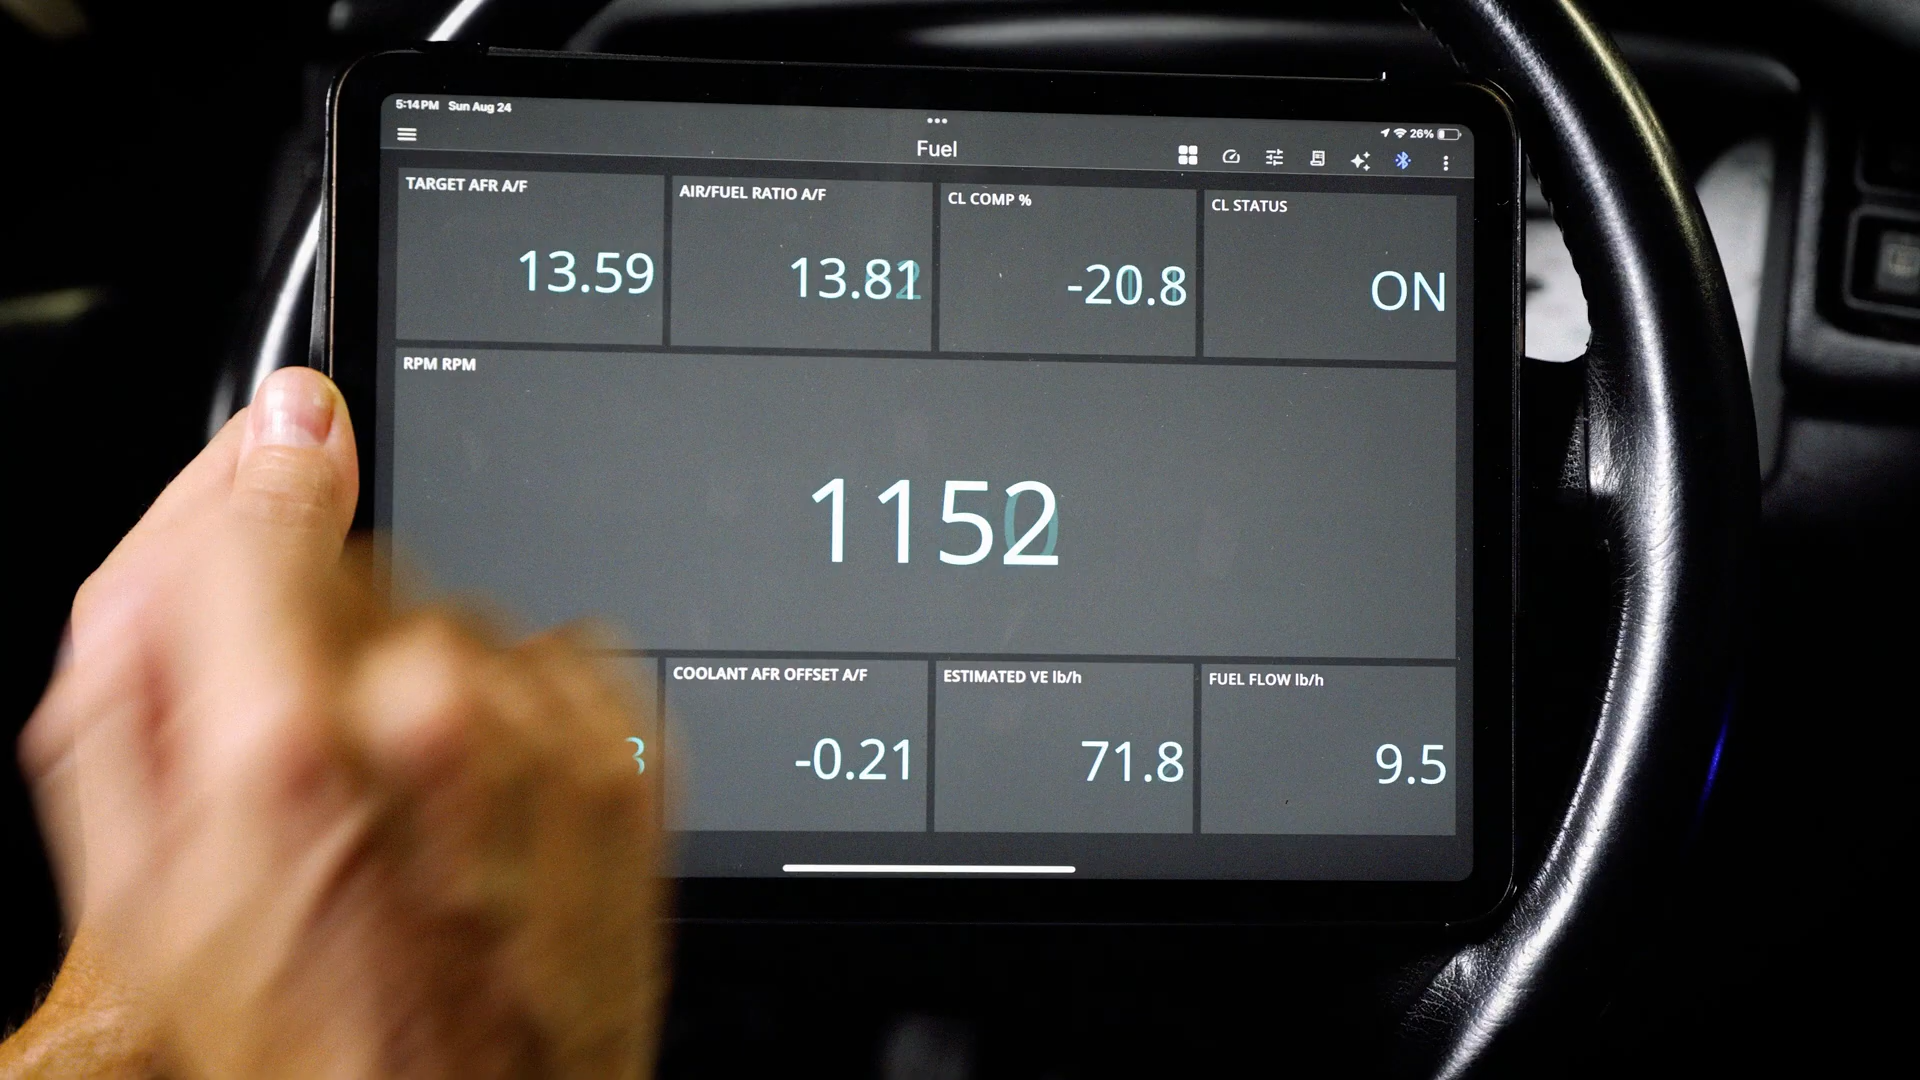 5:14 PM Sun Aug 24
26%
Fuel
TARGET AFR A/F
13.59
AIR/FUEL RATIO A/F
13.81
CL COMP %
-20.8
CL STATUS
ON
RPM RPM
1152
3
COOLANT AFR OFFSET A/F
-0.21
ESTIMATED VE lb/h
71.8
FUEL FLOW lb/h
9.5